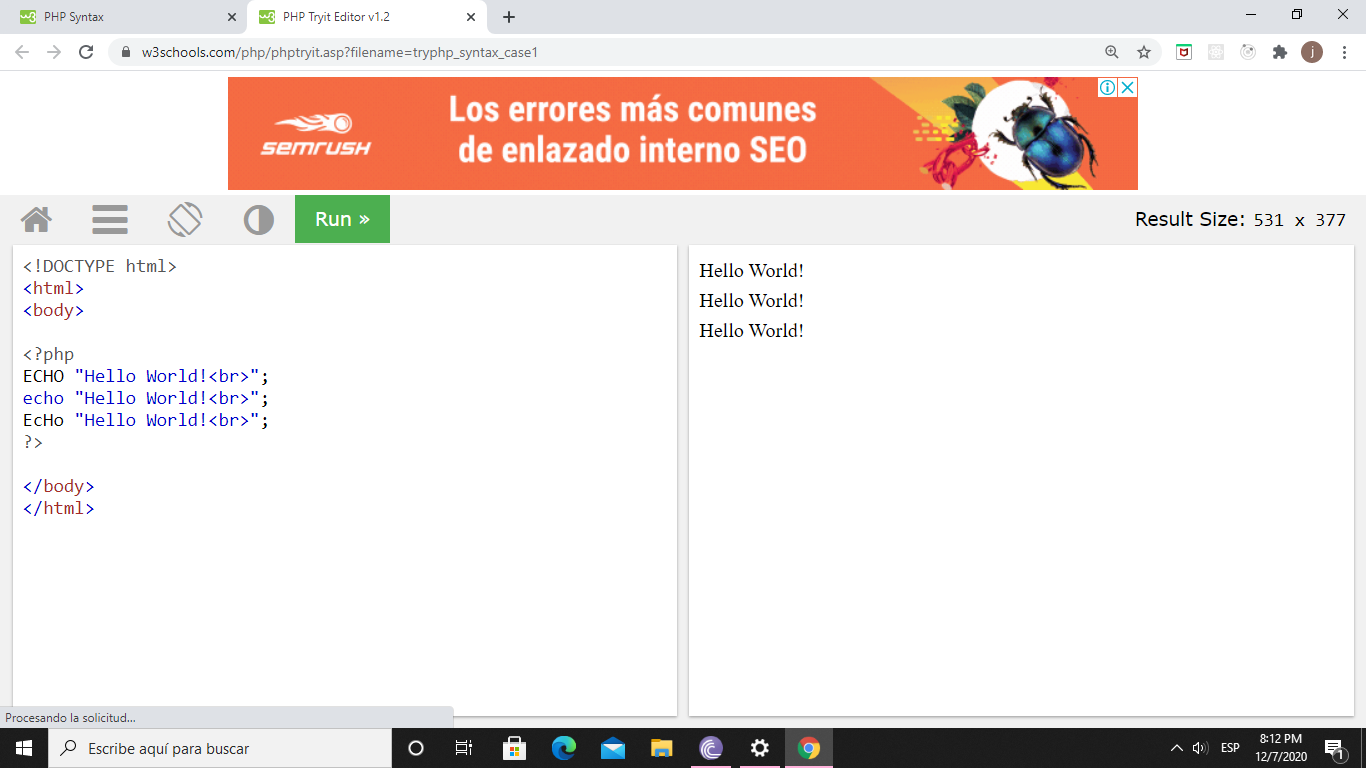 PHP Syntax
PHP Tryit Editor v1.2
w3schools.com/php/phptryit.asp?filename=tryphp_syntax_case1
j
SEMRUSH
Los errores más comunes
de enlazado interno SEO
Run »
Result Size: 531 x 377
<!DOCTYPE html>
<html>
<body>
<?php
ECHO "Hello World!<br>";
echo "Hello World!<br>";
EcHo "Hello World!<br>";
?>
</body>
</html>
Hello World!
Hello World!
Hello World!
Procesando la solicitud...
Escribe aquí para buscar
ESP
8:12 PM
12/7/2020
1